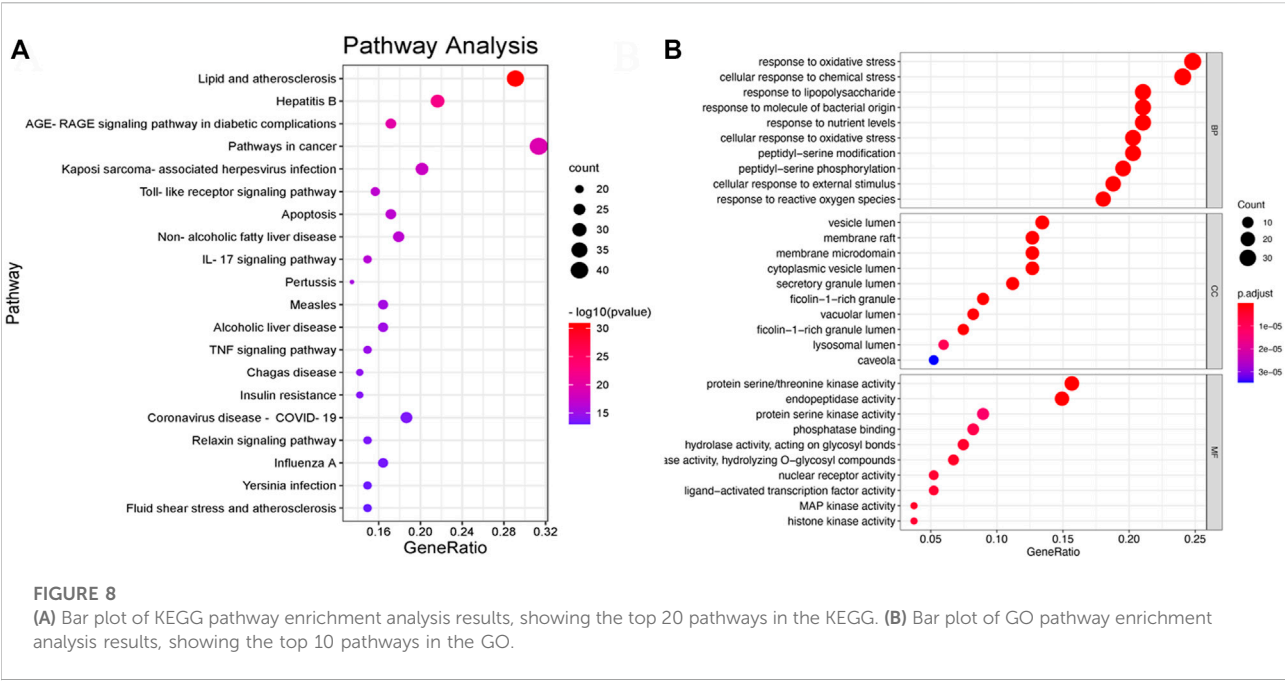 A
Pathway Analysis
Pathway
Lipid and atherosclerosis
Hepatitis B
AGE- RAGE signaling pathway in diabetic complications
Pathways in cancer
Kaposi sarcoma- associated herpesvirus infection
Toll- like receptor signaling pathway
Apoptosis
Non- alcoholic fatty liver disease
IL- 17 signaling pathway
Pertussis
Measles
Alcoholic liver disease
TNF signaling pathway
Chagas disease
Insulin resistance
Coronavirus disease - COVID- 19
Relaxin signaling pathway
Influenza A
Yersinia infection
Fluid shear stress and atherosclerosis
0.16 0.20 0.24 0.28 0.32
GeneRatio
count
20
25
30
35
40
- log10(pvalue)
30
25
20
15
B
response to oxidative stress
cellular response to chemical stress
response to lipopolysaccharide
response to molecule of bacterial origin
response to nutrient levels
cellular response to oxidative stress
peptidyl−serine modification
peptidyl−serine phosphorylation
cellular response to external stimulus
response to reactive oxygen species
BP
vesicle lumen
membrane raft
membrane microdomain
cytoplasmic vesicle lumen
secretory granule lumen
ficolin−1−rich granule
vacuolar lumen
ficolin−1−rich granule lumen
lysosomal lumen
caveola
CC
protein serine/threonine kinase activity
endopeptidase activity
protein serine kinase activity
phosphatase binding
hydrolase activity, acting on glycosyl bonds
ase activity, hydrolyzing O−glycosyl compounds
nuclear receptor activity
ligand−activated transcription factor activity
MAP kinase activity
histone kinase activity
MF
0.05 0.10 0.15 0.20 0.25
GeneRatio
Count
10
20
30
p.adjust
1e−05
2e−05
3e−05
FIGURE 8
(A) Bar plot of KEGG pathway enrichment analysis results, showing the top 20 pathways in the KEGG. (B) Bar plot of GO pathway enrichment
analysis results, showing the top 10 pathways in the GO.